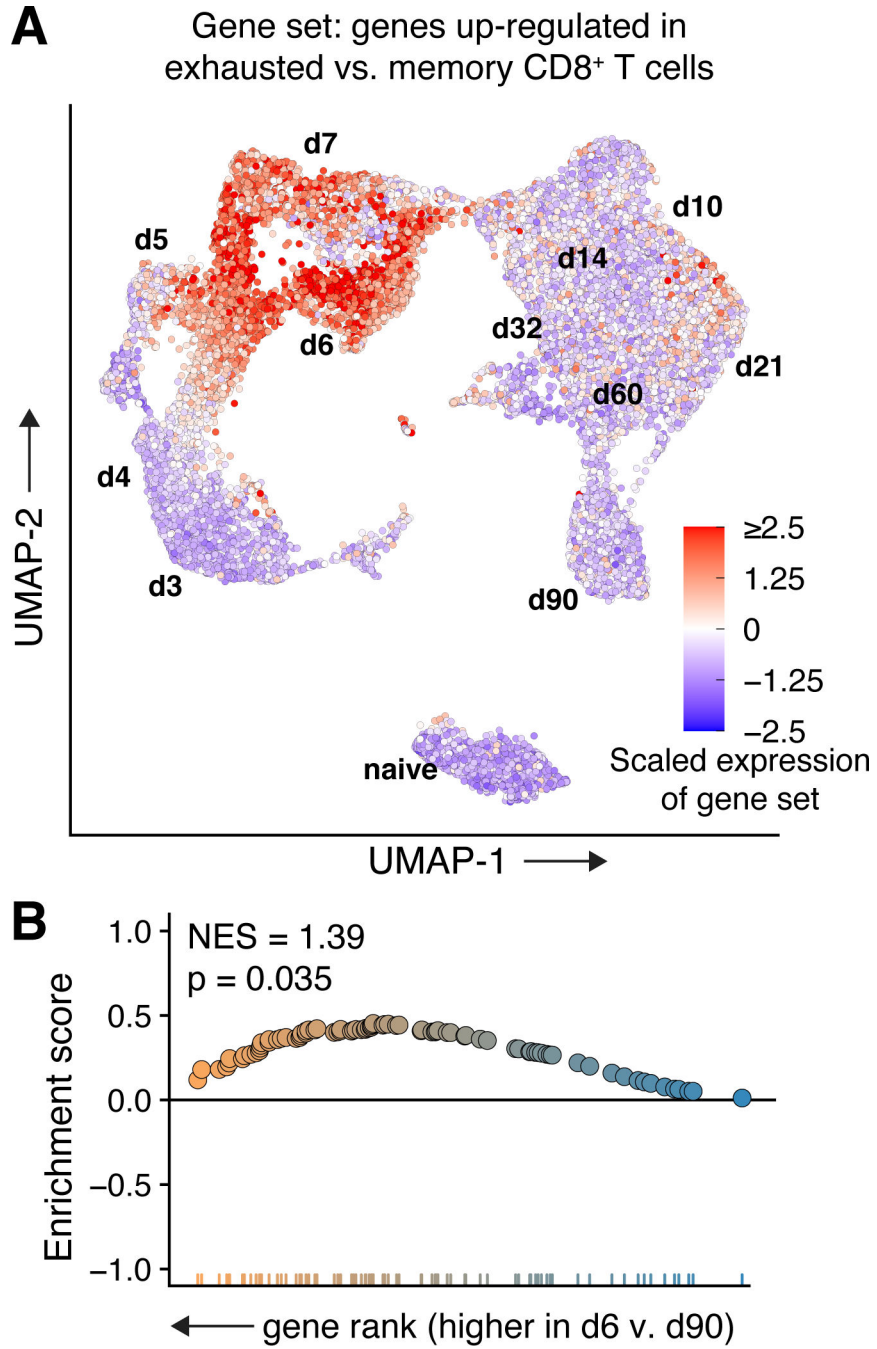 A
Gene set: genes up-regulated in
exhausted vs. memory CD8⁺ T cells
d7
d10
d5
d14
d32
d6
d21
d60
d4
d3
d90
naive
≥2.5
1.25
0
−1.25
−2.5
Scaled expression
of gene set
UMAP-2
UMAP-1
B
NES = 1.39
p = 0.035
1.0
0.5
0.0
−0.5
−1.0
Enrichment score
gene rank (higher in d6 v. d90)